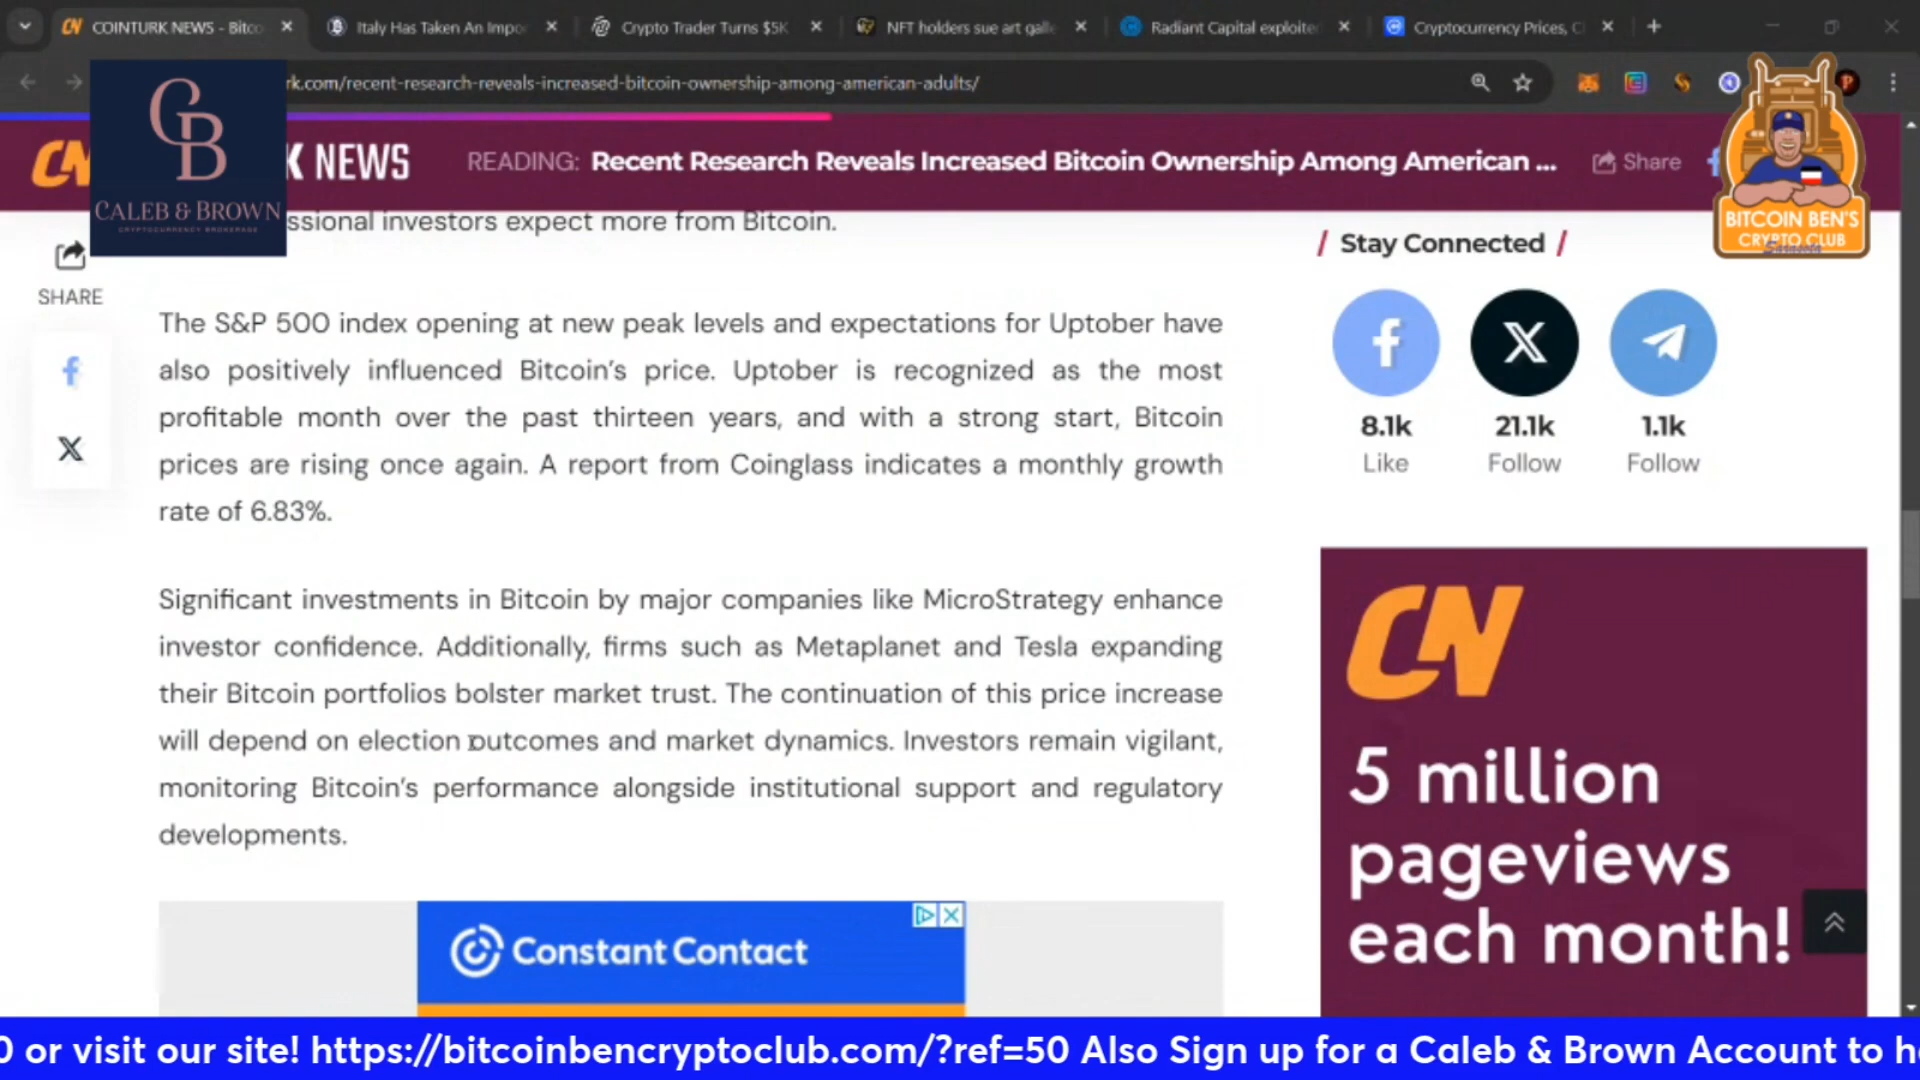 COINTURK NEWS - Bitco
Italy Has Taken An Impo
Crypto Trader Turns $5K
NFT holders sue art galle
Radiant Capital exploite
Cryptocurrency Prices, C
rk.com/recent-research-reveals-increased-bitcoin-ownership-among-american-adults/
CN
K NEWS
READING: Recent Research Reveals Increased Bitcoin Ownership Among American ...
Share
CB
CALEB & BROWN
CRYPTOCURRENCY BROKERAGE
BITCOIN BEN'S
CRYPTO CLUB
Sarasota
ssional investors expect more from Bitcoin.
SHARE
The S&P 500 index opening at new peak levels and expectations for Uptober have
also positively influenced Bitcoin's price. Uptober is recognized as the most
profitable month over the past thirteen years, and with a strong start, Bitcoin
prices are rising once again. A report from Coinglass indicates a monthly growth
rate of 6.83%.
Significant investments in Bitcoin by major companies like MicroStrategy enhance
investor confidence. Additionally, firms such as Metaplanet and Tesla expanding
their Bitcoin portfolios bolster market trust. The continuation of this price increase
will depend on election outcomes and market dynamics. Investors remain vigilant,
monitoring Bitcoin's performance alongside institutional support and regulatory
developments.
Constant Contact
/ Stay Connected /
8.1k
Like
21.1k
Follow
1.1k
Follow
CN
5 million
pageviews
each month!
0 or visit our site! https://bitcoinbencryptoclub.com/?ref=50 Also Sign up for a Caleb & Brown Account to h